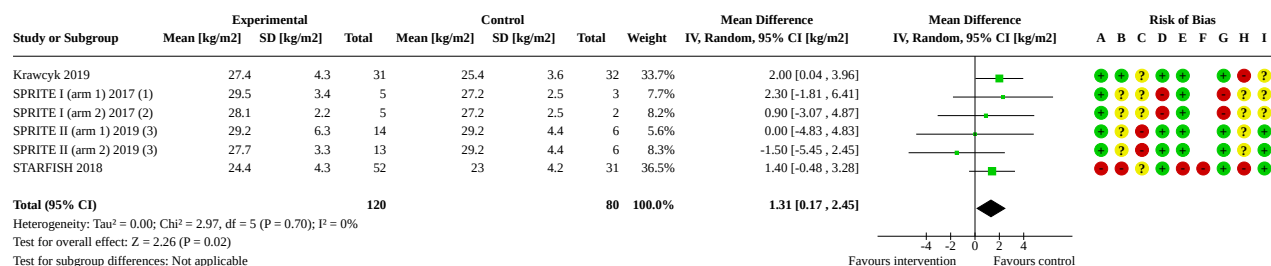 Experimental Control Mean Difference Mean Difference Risk of Bias
Study or Subgroup Mean [kg/m2] SD [kg/m2] Total Mean [kg/m2] SD [kg/m2] Total Weight IV, Random, 95% CI [kg/m2] IV, Random, 95% CI [kg/m2] A B C D E F G H I
Krawcyk 2019 27.4 4.3 31 25.4 3.6 32 33.7% 2.00 [0.04 , 3.96] + + ? + + + - ?
SPRITE I (arm 1) 2017 (1) 29.5 3.4 5 27.2 2.5 3 7.7% 2.30 [-1.81 , 6.41] + ? ? - + - ? ?
SPRITE I (arm 2) 2017 (2) 28.1 2.2 5 27.2 2.5 2 8.2% 0.90 [-3.07 , 4.87] + ? ? - + - ? ?
SPRITE II (arm 1) 2019 (3) 29.2 6.3 14 29.2 4.4 6 5.6% 0.00 [-4.83 , 4.83] + ? - + + + ? +
SPRITE II (arm 2) 2019 (3) 27.7 3.3 13 29.2 4.4 6 8.3% -1.50 [-5.45 , 2.45] + ? - + + + ? +
STARFISH 2018 24.4 4.3 52 23 4.2 31 36.5% 1.40 [-0.48 , 3.28] - - ? + - - + - +
Total (95% CI) 120 80 100.0% 1.31 [0.17 , 2.45]
Heterogeneity: Tau² = 0.00; Chi² = 2.97, df = 5 (P = 0.70); I² = 0%
Test for overall effect: Z = 2.26 (P = 0.02) -4 -2 0 2 4
Test for subgroup differences: Not applicable Favours intervention Favours control